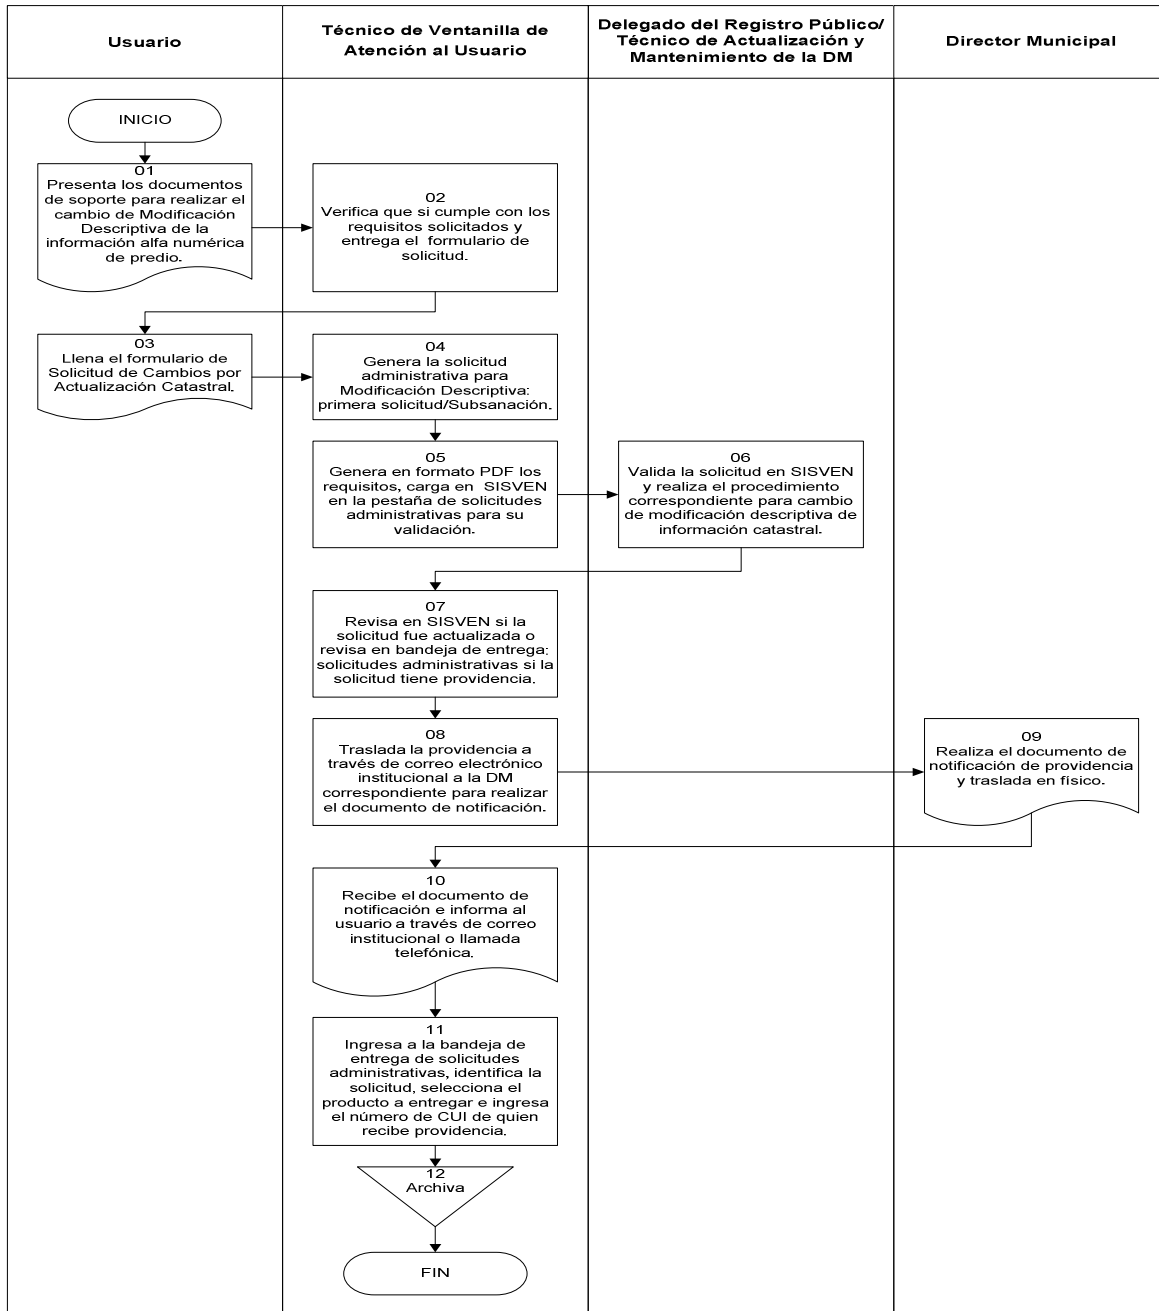 Usuario
Técnico de Ventanilla de
Atención al Usuario
Delegado del Registro Público/
Técnico de Actualización y
Mantenimiento de la DM
Director Municipal
INICIO
01
Presenta los documentos
de soporte para realizar el
cambio de Modificación
Descriptiva de la
información alfa numérica
de predio.
02
Verifica que si cumple con los
requisitos solicitados y
entrega el formulario de
solicitud.
03
Llena el formulario de
Solicitud de Cambios por
Actualización Catastral.
04
Genera la solicitud
administrativa para
Modificación Descriptiva:
primera solicitud/Subsanación.
05
Genera en formato PDF los
requisitos, carga en SISVEN
en la pestaña de solicitudes
administrativas para su
validación.
06
Valida la solicitud en SISVEN
y realiza el procedimiento
correspondiente para cambio
de modificación descriptiva de
información catastral.
07
Revisa en SISVEN si la
solicitud fue actualizada o
revisa en bandeja de entrega:
solicitudes administrativas si la
solicitud tiene providencia.
08
Traslada la providencia a
través de correo electrónico
institucional a la DM
correspondiente para realizar
el documento de notificación.
09
Realiza el documento de
notificación de providencia
y traslada en físico.
10
Recibe el documento de
notificación e informa al
usuario a través de correo
institucional o llamada
telefónica.
11
Ingresa a la bandeja de
entrega de solicitudes
administrativas, identifica la
solicitud, selecciona el
producto a entregar e ingresa
el número de CUI de quien
recibe providencia.
12
Archiva
FIN